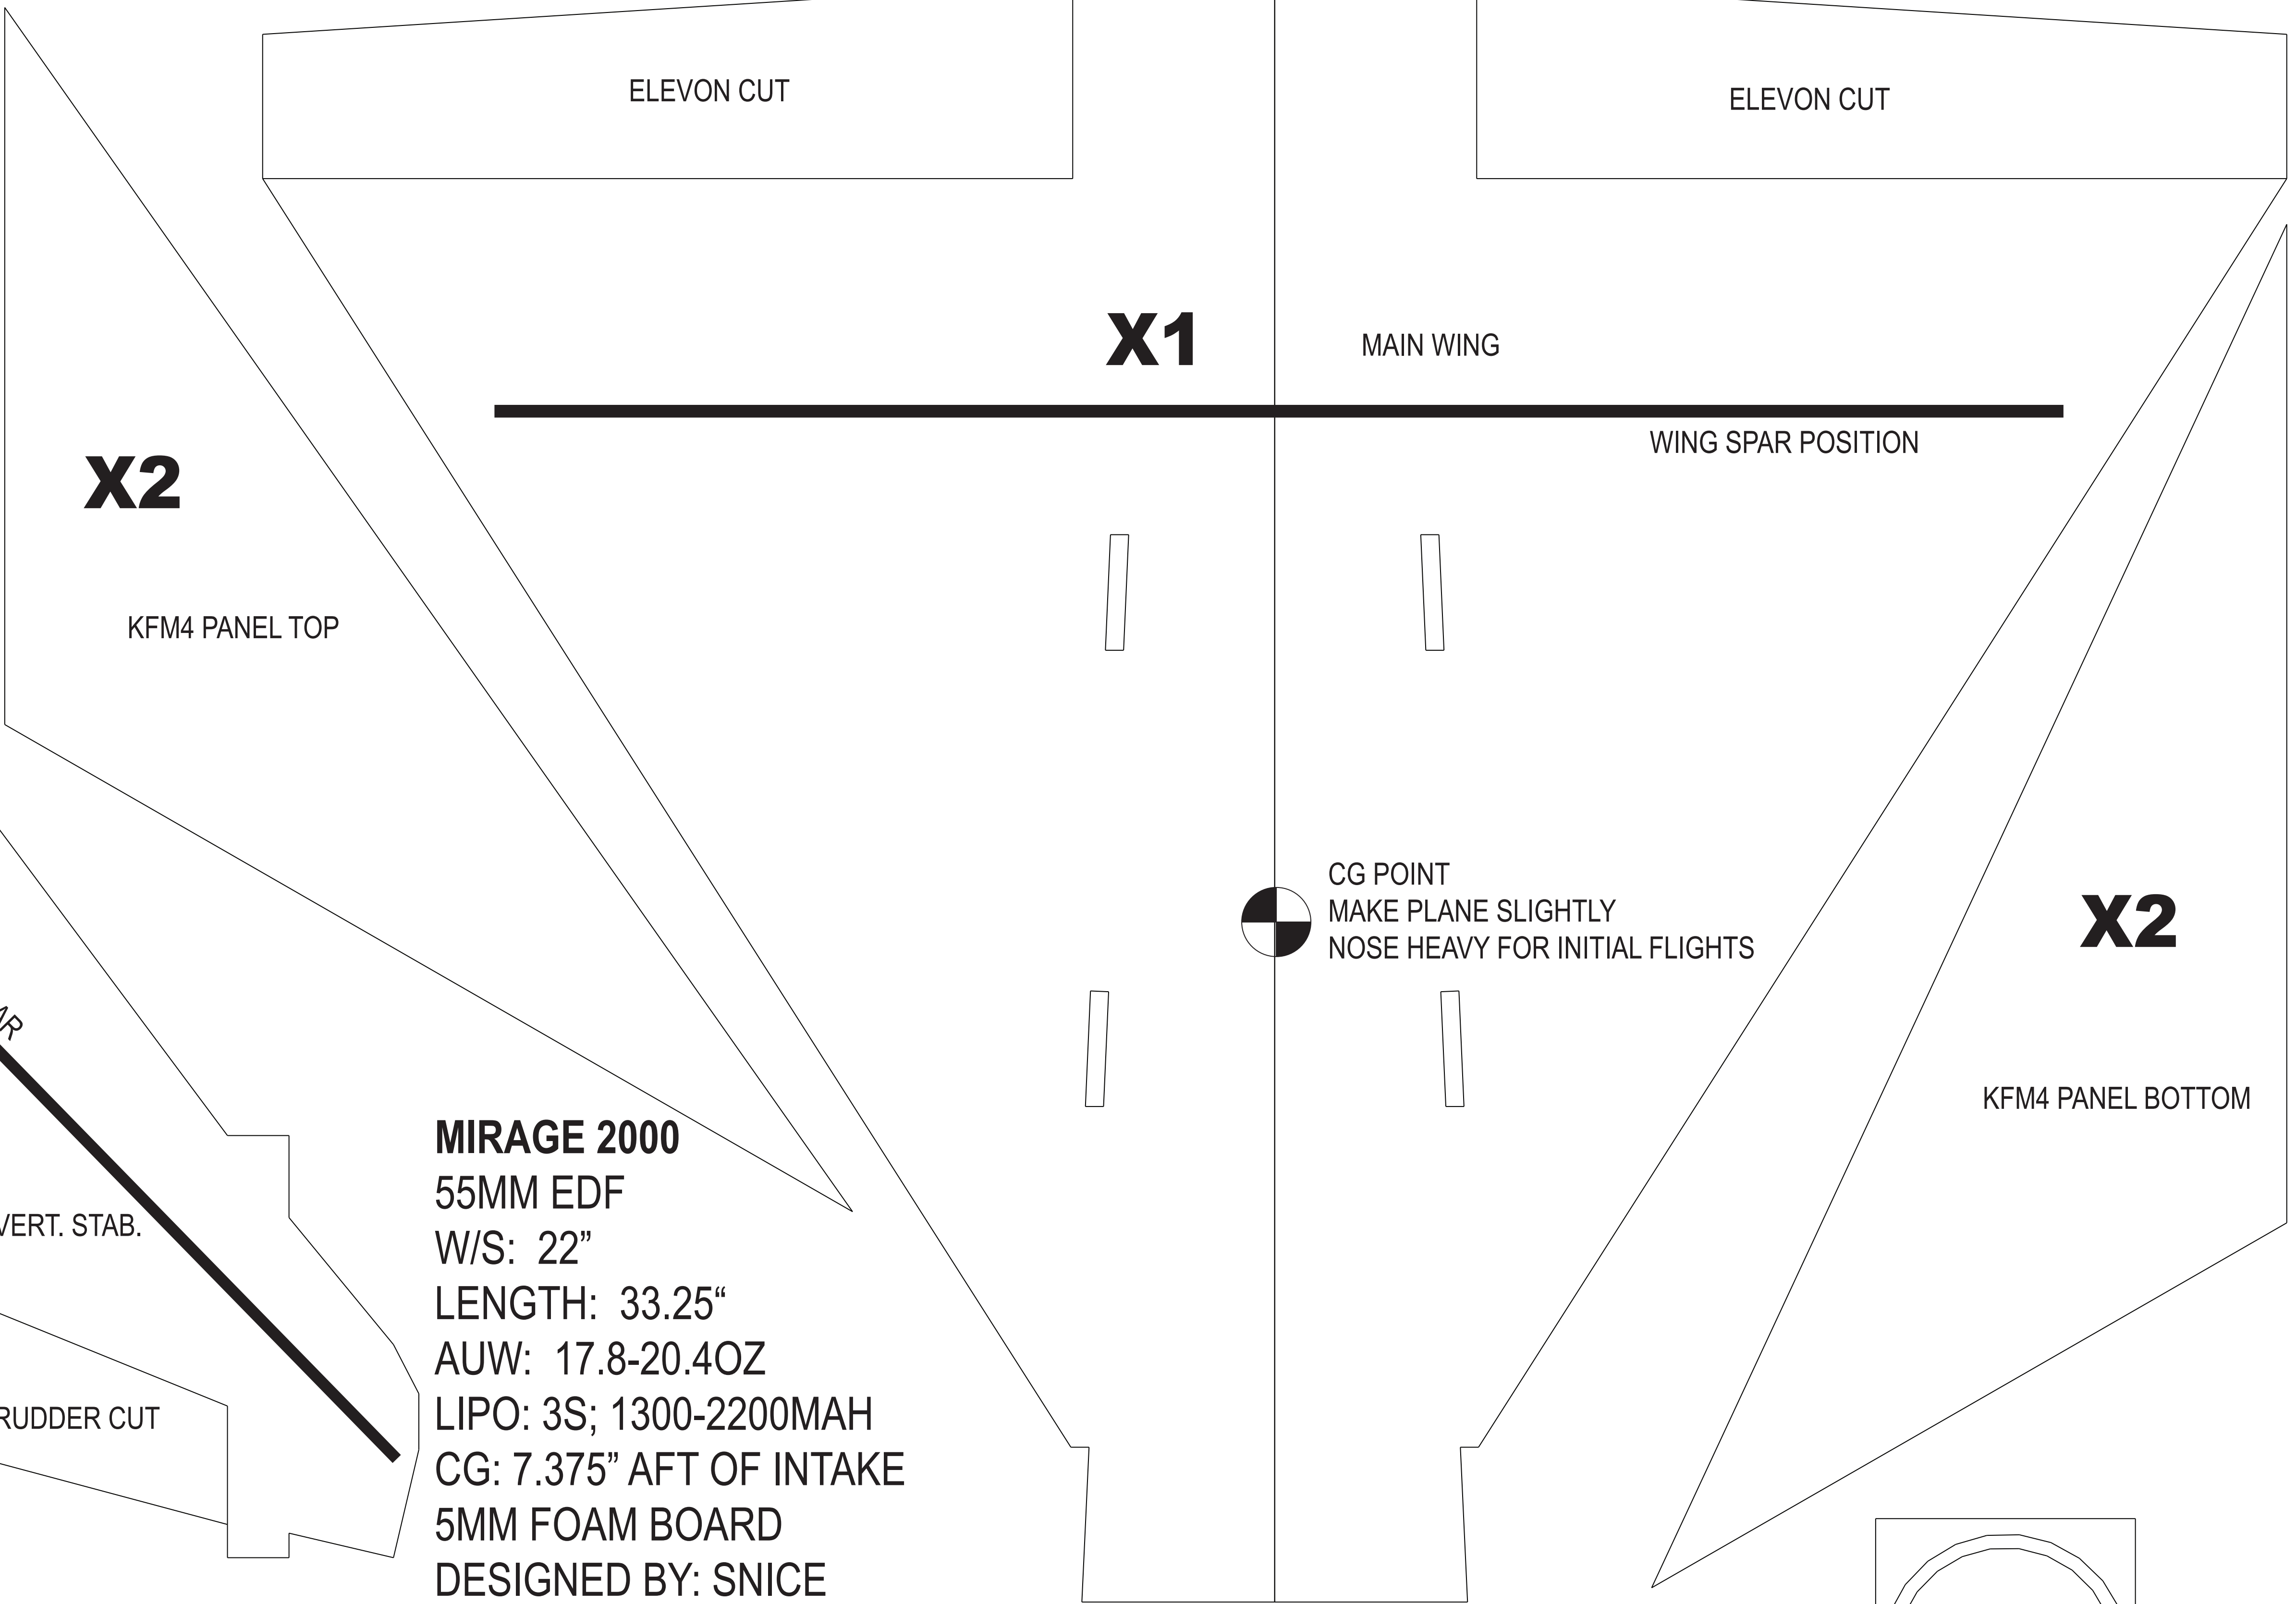 ELEVON CUT
ELEVON CUT
X1
MAIN WING
WING SPAR POSITION
X2
KFM4 PANEL TOP
CG POINT
MAKE PLANE SLIGHTLY
NOSE HEAVY FOR INITIAL FLIGHTS
X2
KFM4 PANEL BOTTOM
AR
VERT. STAB.
RUDDER CUT
MIRAGE 2000
55MM EDF
W/S:  22”
LENGTH:  33.25“
AUW:  17.8-20.4OZ
LIPO: 3S; 1300-2200MAH
CG: 7.375” AFT OF INTAKE
5MM FOAM BOARD
DESIGNED BY: SNICE